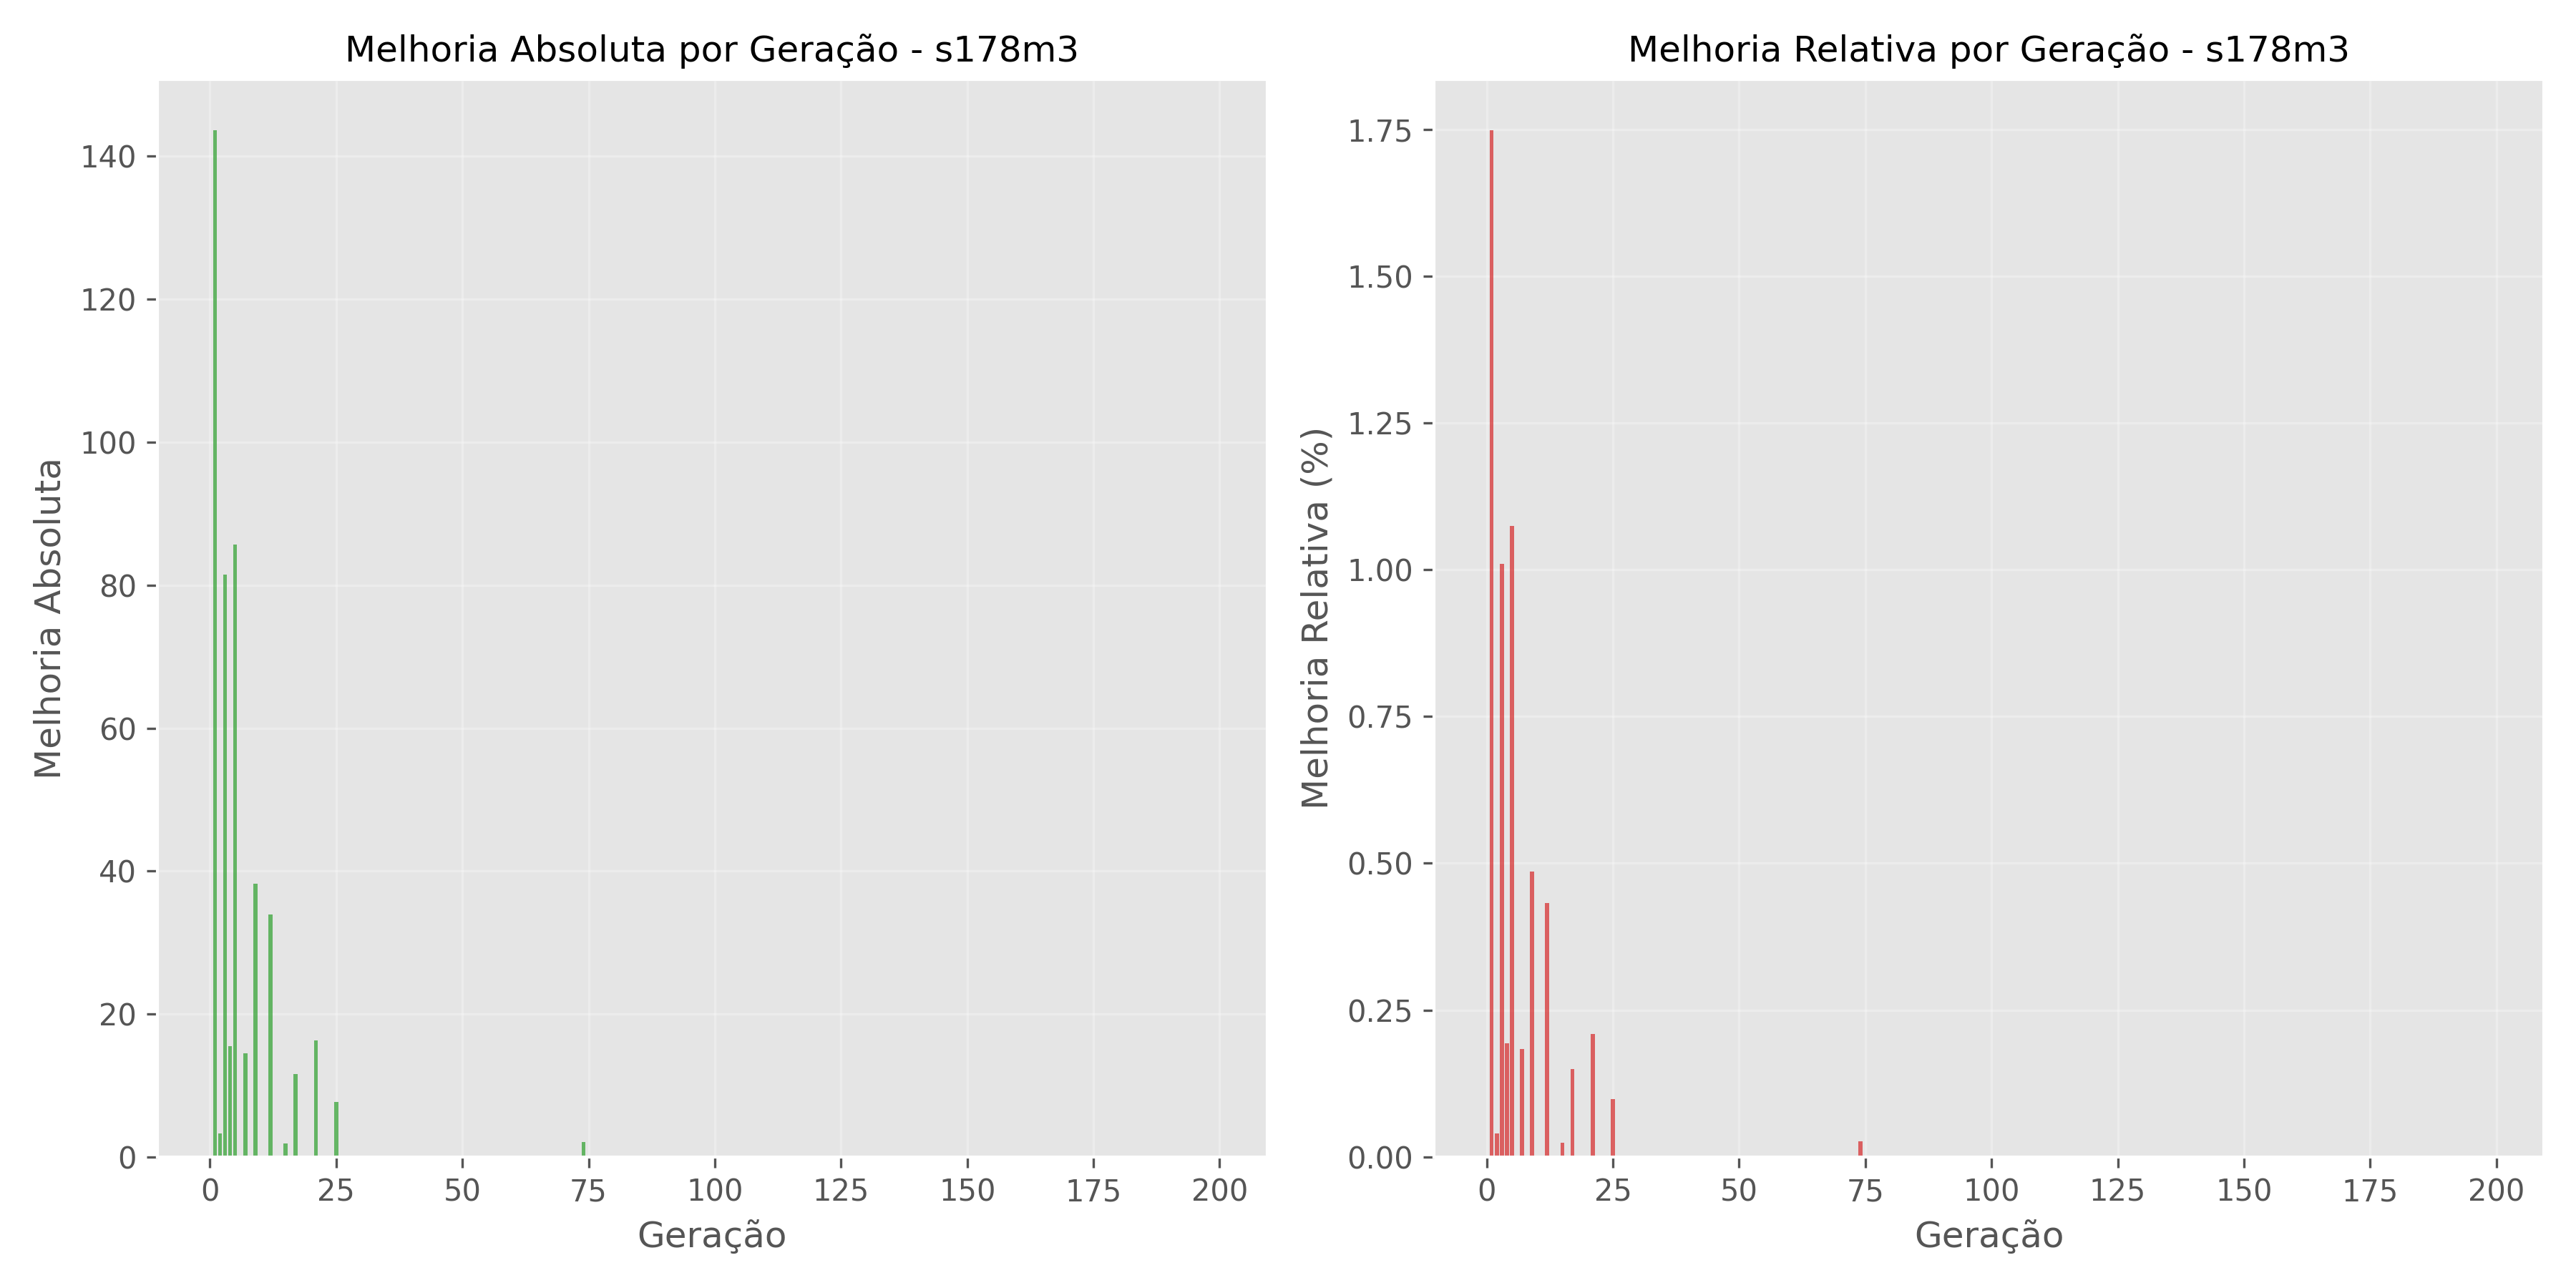 Melhoria Absoluta por Geração - s178m3
Melhoria Absoluta
140
120
100
80
60
40
20
0
0 25 50 75 100 125 150 175 200
Geração
Melhoria Relativa por Geração - s178m3
Melhoria Relativa (%)
1.75
1.50
1.25
1.00
0.75
0.50
0.25
0.00
0 25 50 75 100 125 150 175 200
Geração